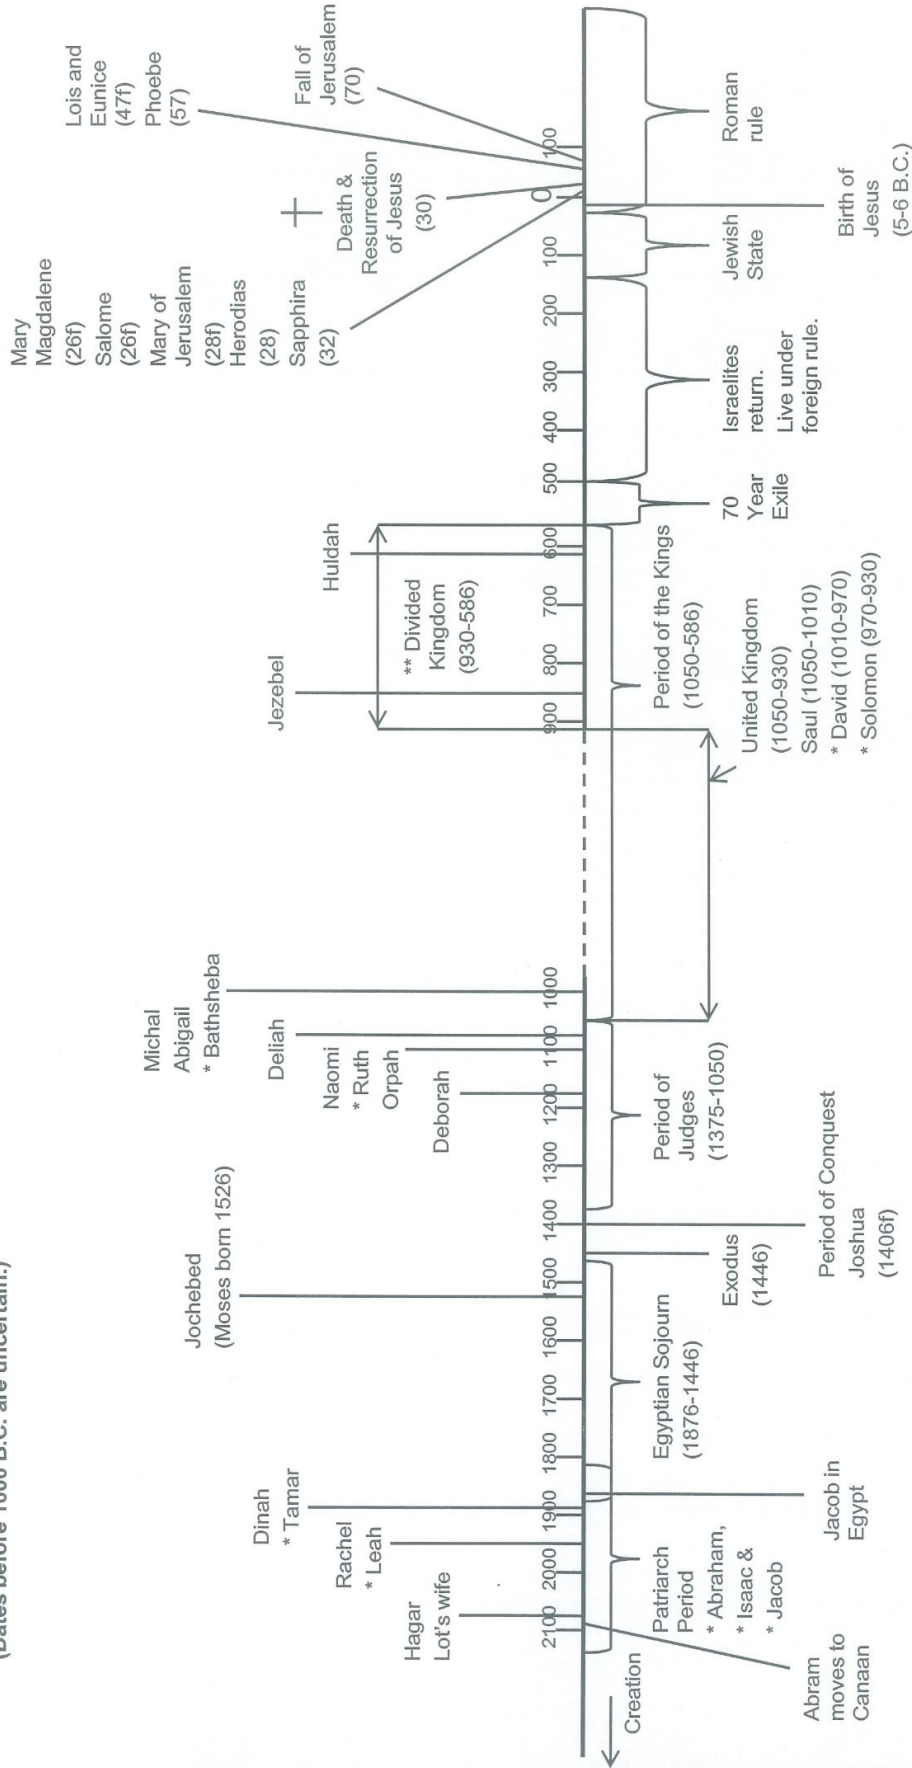 (Dates before 1000 B.C. are uncertain.)
Hagar
Lot's wife
Rachel
* Leah
Dinah
* Tamar
Jochebed
(Moses born 1526)
Deborah
Naomi
* Ruth
Orpah
Deliah
Michal
Abigail
* Bathsheba
Jezebel
** Divided
Kingdom
(930-586)
Huldah
Mary
Magdalene
(26f)
Salome
(26f)
Mary of
Jerusalem
(28f)
Herodias
(28)
Sapphira
(32)
Death &
Resurrection
of Jesus
(30)
Lois and
Eunice
(47f)
Phoebe
(57)
Fall of
Jerusalem
(70)
2100 2000 1900 1800 1700 1600 1500 1400 1300 1200 1100 1000 900 800 700 600 500 400 300 200 100 0 100
Creation
Abram
moves to
Canaan
Patriarch
Period
* Abraham,
* Isaac &
* Jacob
Jacob in
Egypt
Egyptian Sojourn
(1876-1446)
Exodus
(1446)
Period of Conquest
Joshua
(1406f)
Period of
Judges
(1375-1050)
Period of the Kings
(1050-586)
United Kingdom
(1050-930)
Saul (1050-1010)
* David (1010-970)
* Solomon (970-930)
70
Year
Exile
Israelites
return.
Live under
foreign rule.
Jewish
State
Birth of
Jesus
(5-6 B.C.)
Roman
rule